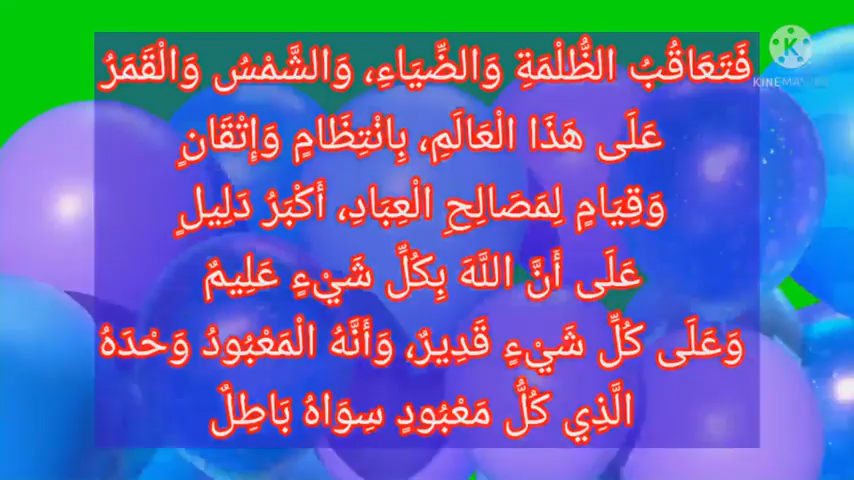 فَتَعَاقُبُ الظُّلْمَةِ وَالضِّيَاءِ، وَالشَّمْسُ وَالْقَمَرُ
عَلَى هَذَا الْعَالَمِ، بِانْتِظَامٍ وَإِتْقَانٍ
وَقِيَامٍ لِمَصَالِحِ الْعِبَادِ، أَكْبَرُ دَلِيلٍ
عَلَى أَنَّ اللَّهَ بِكُلِّ شَيْءٍ عَلِيمٌ
وَعَلَى كُلِّ شَيْءٍ قَدِيرٌ، وَأَنَّهُ الْمَعْبُودُ وَحْدَهُ
الَّذِي كُلُّ مَعْبُودٍ سِوَاهُ بَاطِلٌ
K
KINEMASTER